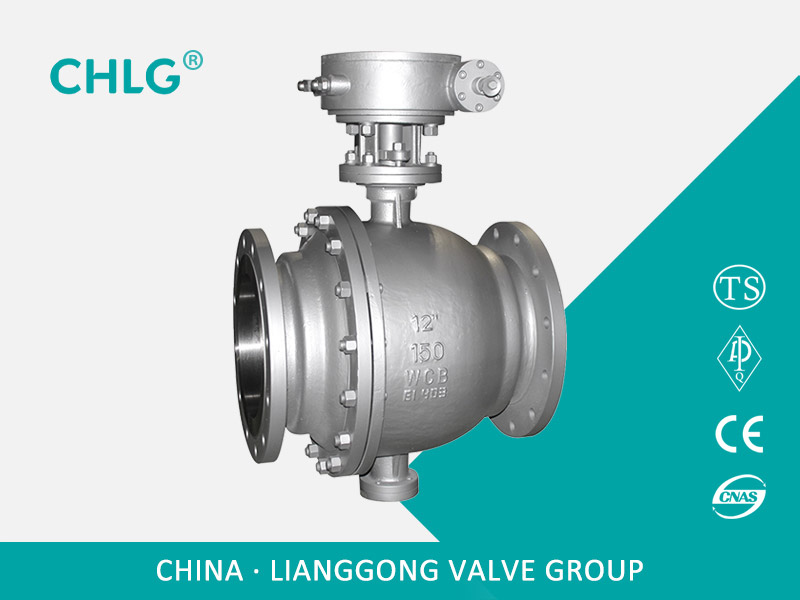 CHLG®
12"
150
WCB
TS
Q
CE
CNAS
CHINA · LIANGGONG VALVE GROUP